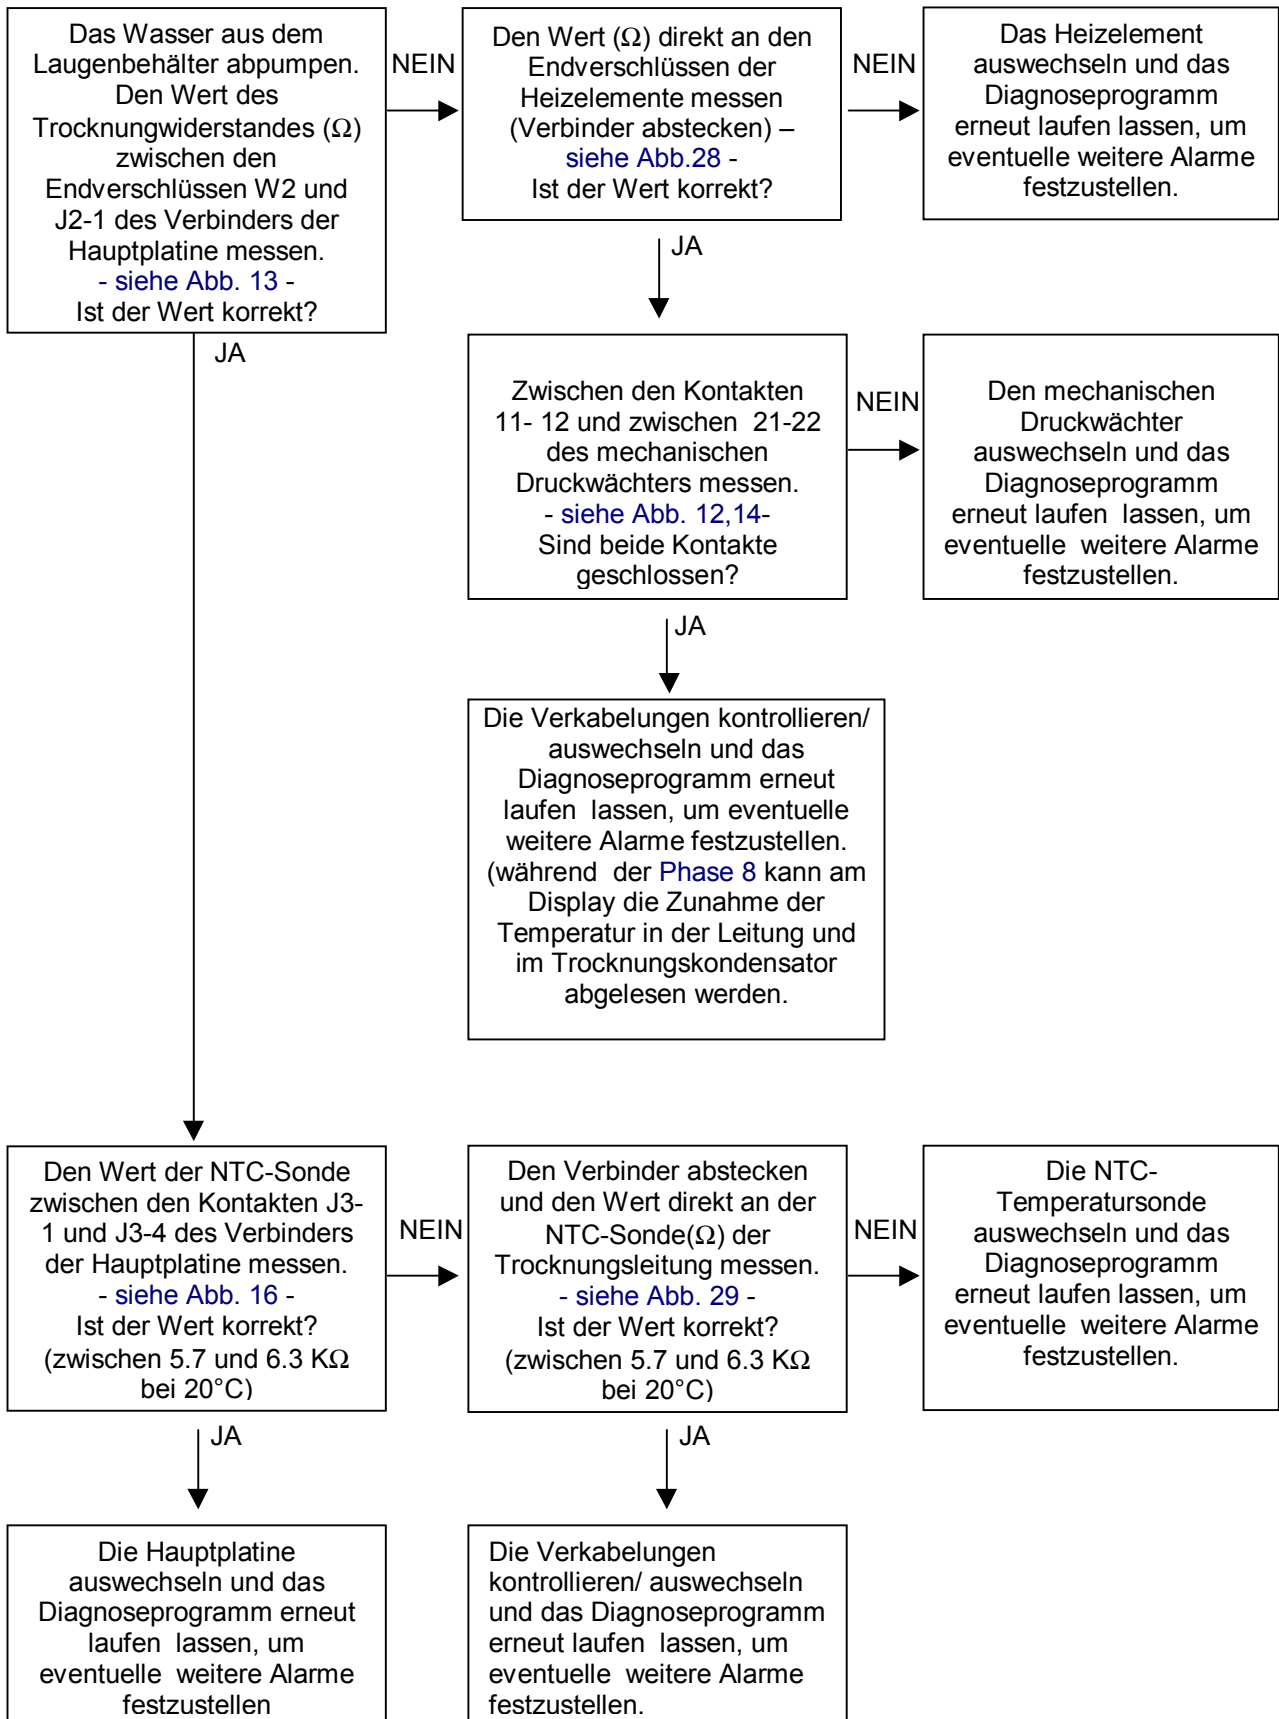 Das Wasser aus dem
Laugenbehälter abpumpen.
Den Wert des
Trocknungwiderstandes (Ω)
zwischen den
Endverschlüssen W2 und
J2-1 des Verbinders der
Hauptplatine messen.
- siehe Abb. 13 -
Ist der Wert korrekt?
NEIN
Den Wert (Ω) direkt an den
Endverschlüssen der
Heizelemente messen
(Verbinder abstecken) –
siehe Abb.28 -
Ist der Wert korrekt?
NEIN
Das Heizelement
auswechseln und das
Diagnoseprogramm
erneut laufen lassen, um
eventuelle weitere Alarme
festzustellen.
JA
JA
Zwischen den Kontakten
11- 12 und zwischen 21-22
des mechanischen
Druckwächters messen.
- siehe Abb. 12,14-
Sind beide Kontakte
geschlossen?
NEIN
Den mechanischen
Druckwächter
auswechseln und das
Diagnoseprogramm
erneut laufen lassen, um
eventuelle weitere Alarme
festzustellen.
JA
Die Verkabelungen kontrollieren/
auswechseln und das
Diagnoseprogramm erneut
laufen lassen, um eventuelle
weitere Alarme festzustellen.
(während der Phase 8 kann am
Display die Zunahme der
Temperatur in der Leitung und
im Trocknungskondensator
abgelesen werden.
Den Wert der NTC-Sonde
zwischen den Kontakten J3-
1 und J3-4 des Verbinders
der Hauptplatine messen.
- siehe Abb. 16 -
Ist der Wert korrekt?
(zwischen 5.7 und 6.3 KΩ
bei 20°C)
NEIN
Den Verbinder abstecken
und den Wert direkt an der
NTC-Sonde(Ω) der
Trocknungsleitung messen.
- siehe Abb. 29 -
Ist der Wert korrekt?
(zwischen 5.7 und 6.3 KΩ
bei 20°C)
NEIN
Die NTC-
Temperatursonde
auswechseln und das
Diagnoseprogramm
erneut laufen lassen, um
eventuelle weitere Alarme
festzustellen.
JA
JA
Die Hauptplatine
auswechseln und das
Diagnoseprogramm erneut
laufen lassen, um
eventuelle weitere Alarme
festzustellen
Die Verkabelungen
kontrollieren/ auswechseln
und das Diagnoseprogramm
erneut laufen lassen, um
eventuelle weitere Alarme
festzustellen.